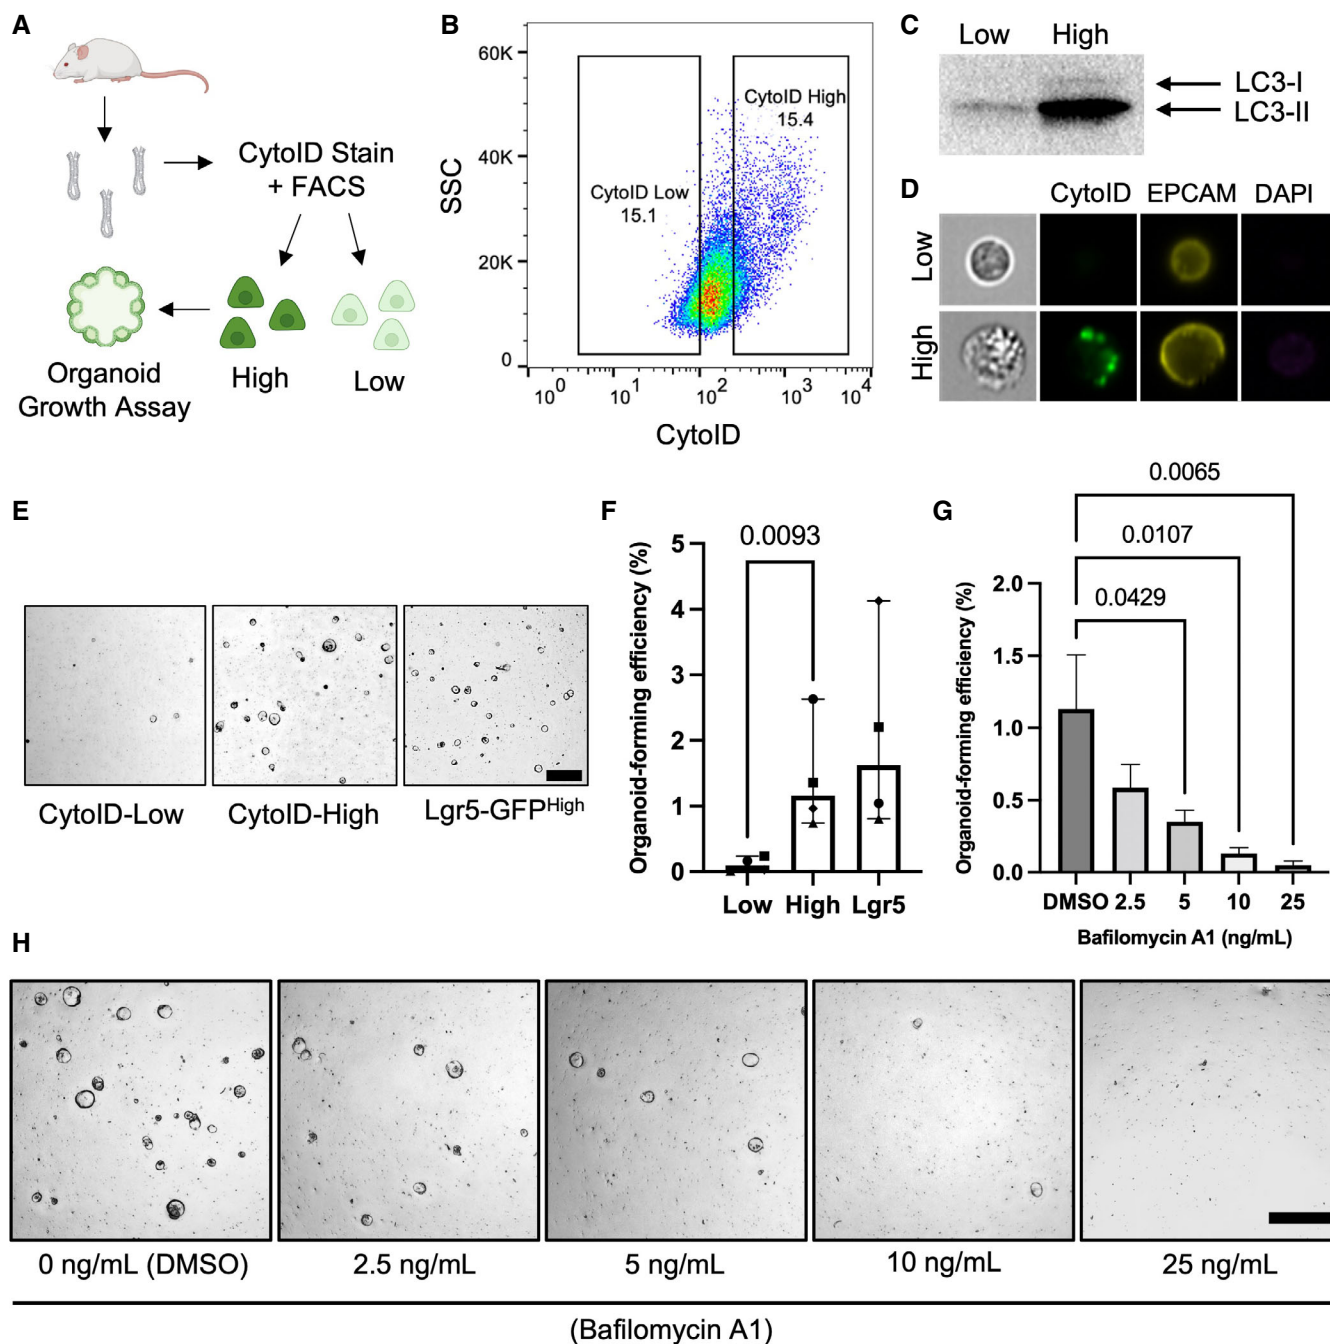 A
CytoID Stain
+ FACS
Organoid
Growth Assay
High
Low
B
60K
40K
20K
0
SSC
CytoID Low
15.1
CytoID High
15.4
10^0 10^1 10^2 10^3 10^4
CytoID
C
Low High
LC3-I
LC3-II
D
CytoID EPCAM DAPI
Low
High
E
CytoID-Low
CytoID-High
Lgr5-GFP^High
F
0.0093
Organoid-forming efficiency (%)
5
4
3
2
1
0
Low High Lgr5
G
0.0065
0.0107
0.0429
Organoid-forming efficiency (%)
2.0
1.5
1.0
0.5
0.0
DMSO 2.5 5 10 25
Bafilomycin A1 (ng/mL)
H
0 ng/mL (DMSO)
2.5 ng/mL
5 ng/mL
10 ng/mL
25 ng/mL
(Bafilomycin A1)